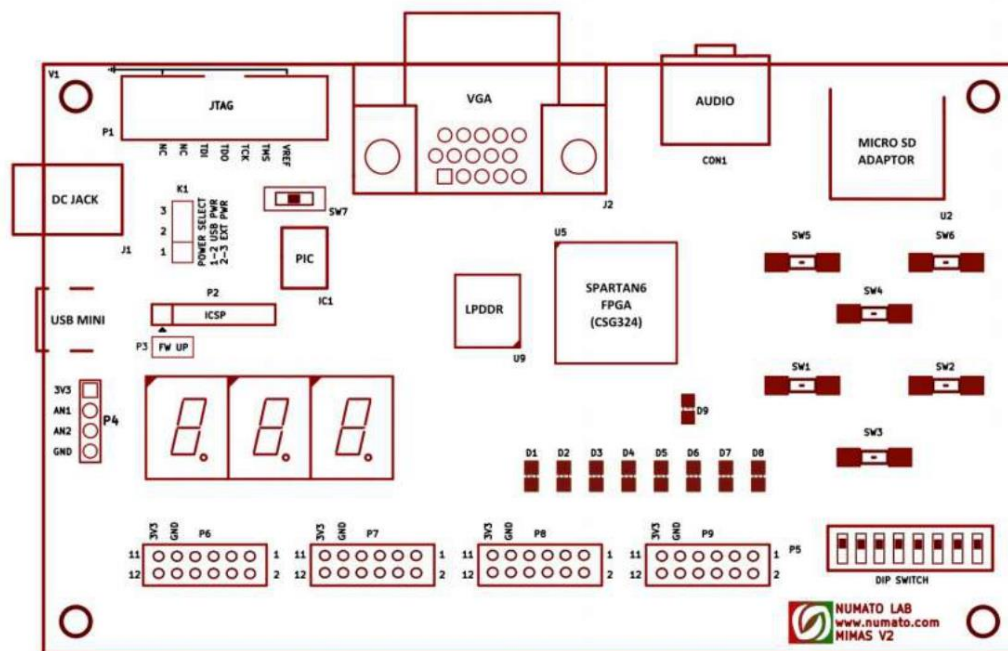 V1
JTAG
P1
NC
NC
TDI
TDO
TCK
TMS
VREF
VGA
J2
AUDIO
CON1
MICRO SD
ADAPTOR
U2
DC JACK
J1
K1
3
2
1
POWER SELECT
1-2 USB PWR
2-3 EXT PWR
SW7
PIC
IC1
U5
SPARTAN6
FPGA
(CSG324)
LPDDR
U9
SW5
SW6
SW4
SW1
SW2
SW3
USB MINI
P2
ICSP
P3
FW UP
3V3
AN1
AN2
GND
P4
D9
D1
D2
D3
D4
D5
D6
D7
D8
3V3
GND
P6
11
1
12
2
3V3
GND
P7
11
1
12
2
3V3
GND
P8
11
1
12
2
3V3
GND
P9
11
1
12
2
P5
DIP SWITCH
NUMATO LAB
www.numato.com
MIMAS V2